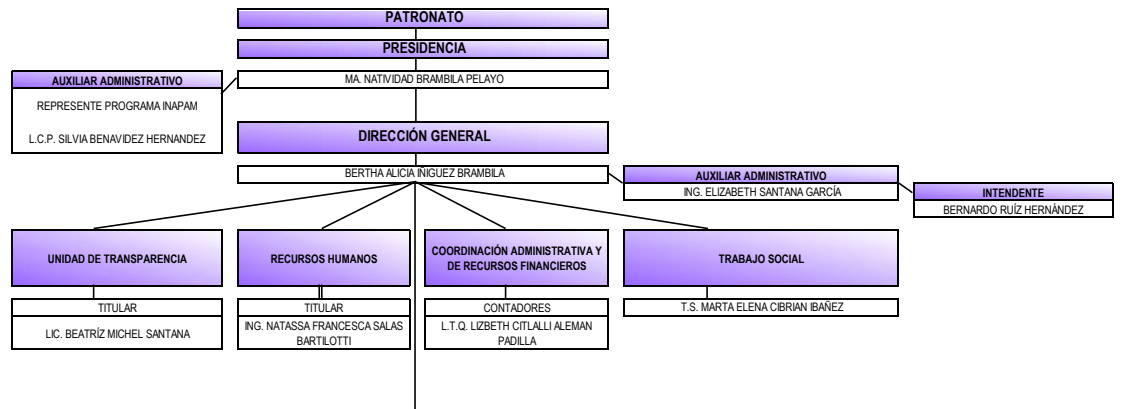 PATRONATO
PRESIDENCIA
MA. NATIVIDAD BRAMBILA PELAYO
AUXILIAR ADMINISTRATIVO
REPRESENTE PROGRAMA INAPAM
L.C.P. SILVIA BENAVIDEZ HERNANDEZ
DIRECCIÓN GENERAL
BERTHA ALICIA IÑIGUEZ BRAMBILA
AUXILIAR ADMINISTRATIVO
ING. ELIZABETH SANTANA GARCÍA
INTENDENTE
BERNARDO RUÍZ HERNÁNDEZ
UNIDAD DE TRANSPARENCIA
TITULAR
LIC. BEATRÍZ MICHEL SANTANA
RECURSOS HUMANOS
TITULAR
ING. NATASSA FRANCESCA SALAS
BARTILOTTI
COORDINACIÓN ADMINISTRATIVA Y
DE RECURSOS FINANCIEROS
CONTADORES
L.T.Q. LIZBETH CITLALLI ALEMAN
PADILLA
TRABAJO SOCIAL
T.S. MARTA ELENA CIBRIAN IBAÑEZ